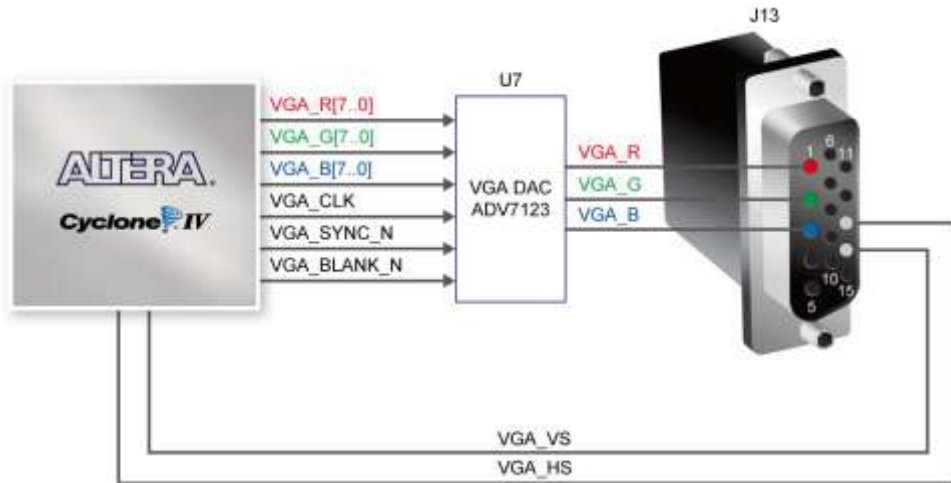 J13
U7
VGA_R[7..0]
VGA_G[7..0]
VGA_B[7..0]
VGA_CLK
VGA_SYNC_N
VGA_BLANK_N
ALTERA.
Cyclone IV
VGA DAC
ADV7123
VGA_R
VGA_G
VGA_B
1
6
11
5
10
15
VGA_VS
VGA_HS